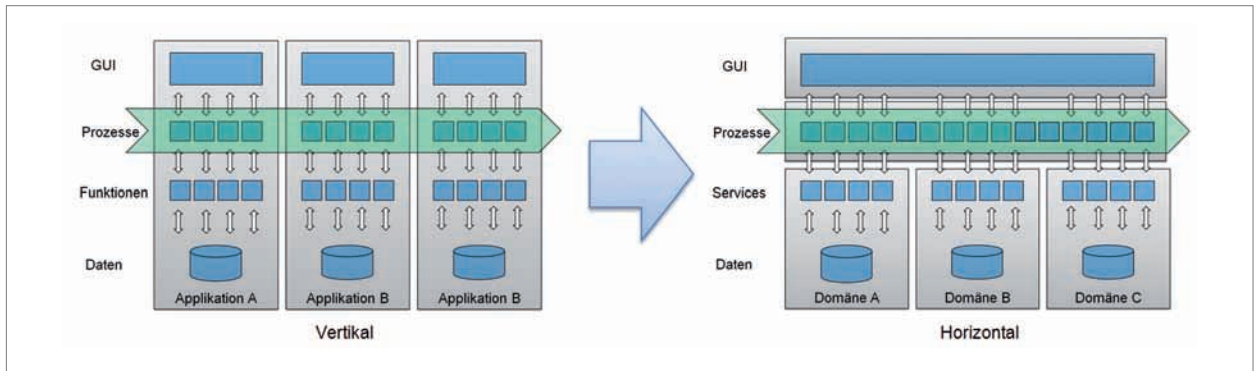 GUI
Prozesse
Funktionen
Daten
Applikation A
Applikation B
Applikation B
Vertikal
GUI
Prozesse
Services
Daten
Domäne A
Domäne B
Domäne C
Horizontal